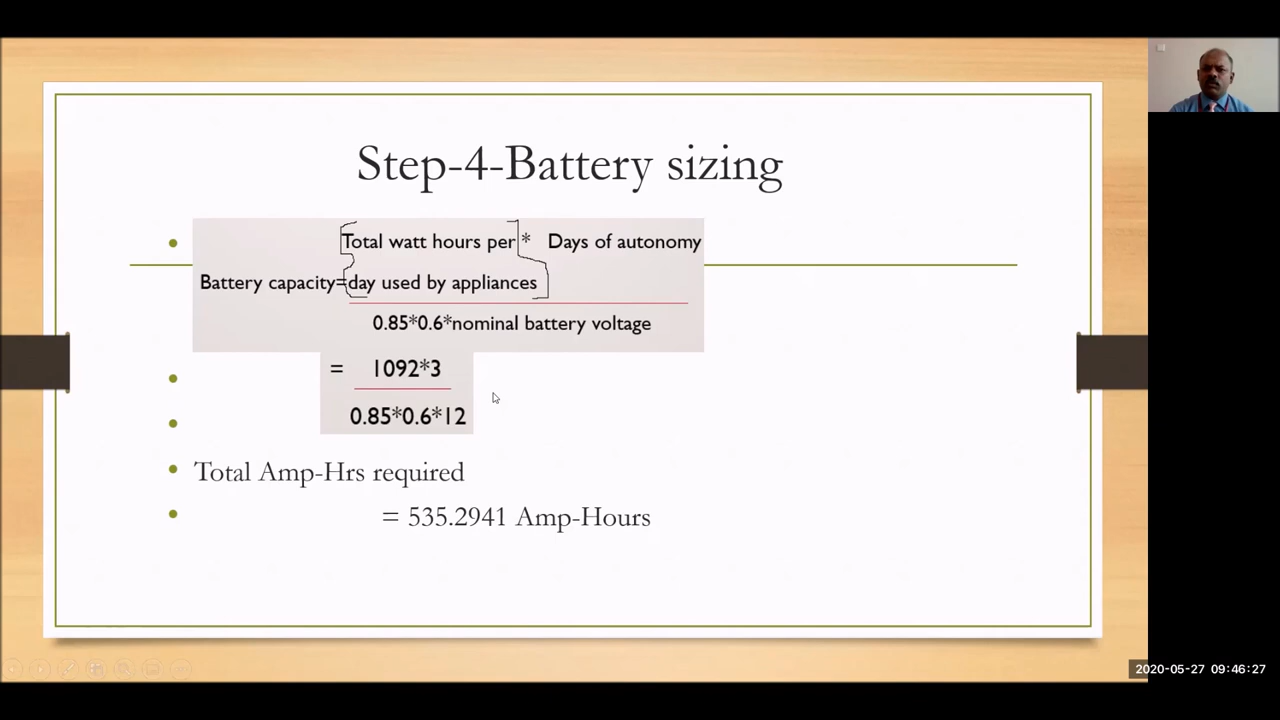 Step-4-Battery sizing
Total watt hours per * Days of autonomy
Battery capacity=day used by appliances
0.85*0.6*nominal battery voltage
= 1092*3
0.85*0.6*12
Total Amp-Hrs required
= 535.2941 Amp-Hours
2020-05-27 09:46:27